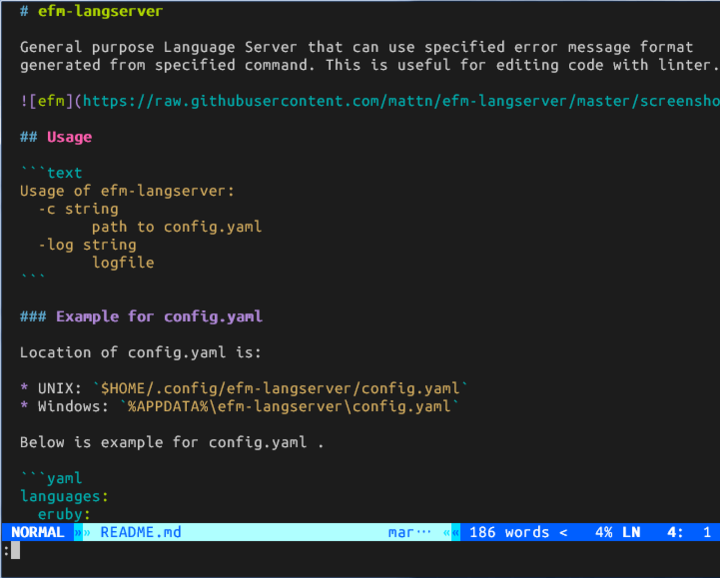 # efm-langserver
General purpose Language Server that can use specified error message format
generated from specified command. This is useful for editing code with linter.
![efm](https://raw.githubusercontent.com/mattn/efm-langserver/master/screensho
## Usage
```text
Usage of efm-langserver:
  -c string
        path to config.yaml
  -log string
        logfile
```
### Example for config.yaml
Location of config.yaml is:
* UNIX: `$HOME/.config/efm-langserver/config.yaml`
* Windows: `%APPDATA%\efm-langserver\config.yaml`
Below is example for config.yaml .
```yaml
languages:
  eruby:
NORMAL »» README.md mar⋯ «« 186 words < 4% LN 4: 1
: